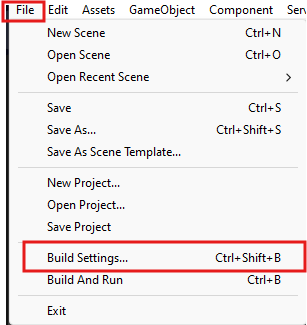 File Edit Assets GameObject Component
New Scene Ctrl+N
Open Scene Ctrl+O
Open Recent Scene
Save Ctrl+S
Save As... Ctrl+Shift+S
Save As Scene Template...
New Project...
Open Project...
Save Project
Build Settings... Ctrl+Shift+B
Build And Run Ctrl+B
Exit